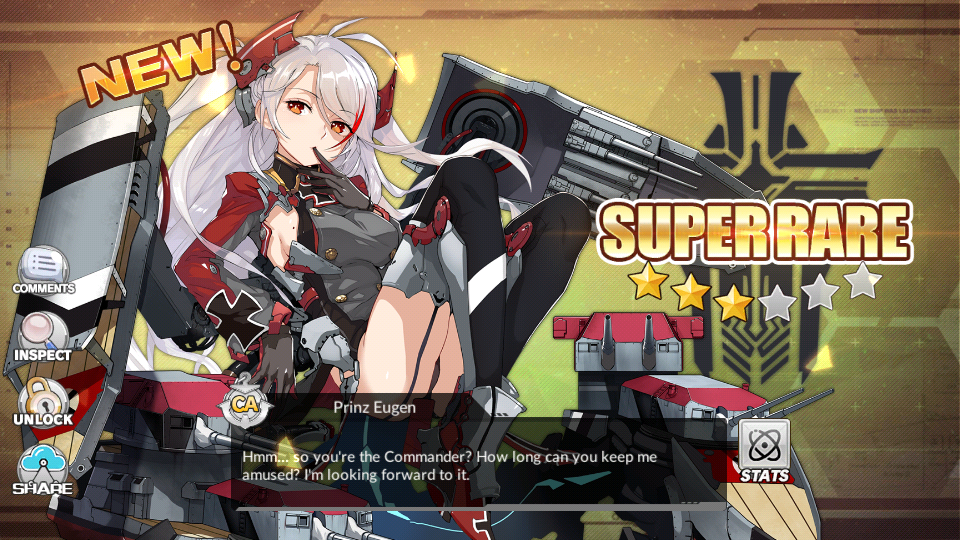 NEW!
SUPER RARE
COMMENTS
INSPECT
UNLOCK
SHARE
CA
Prinz Eugen
Hmm... so you're the Commander? How long can you keep me
amused? I'm looking forward to it.
STATS